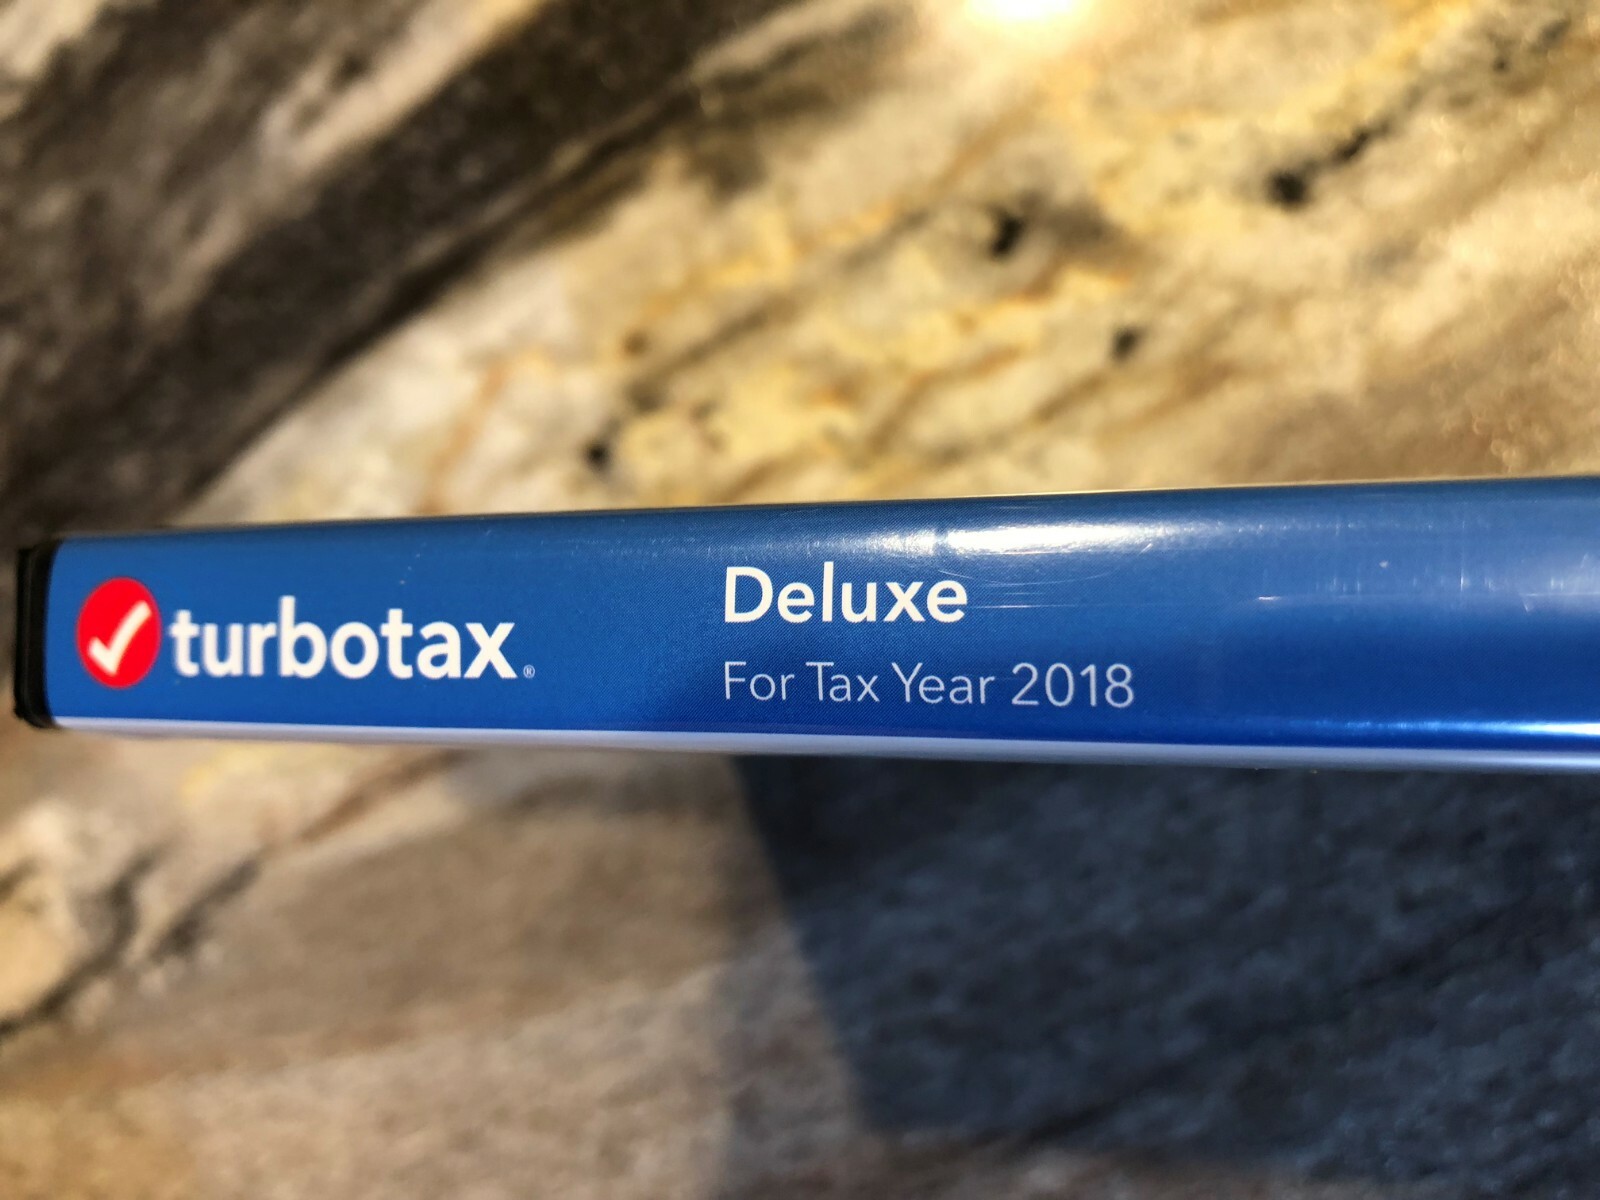 turbotax®
Deluxe
For Tax Year 2018